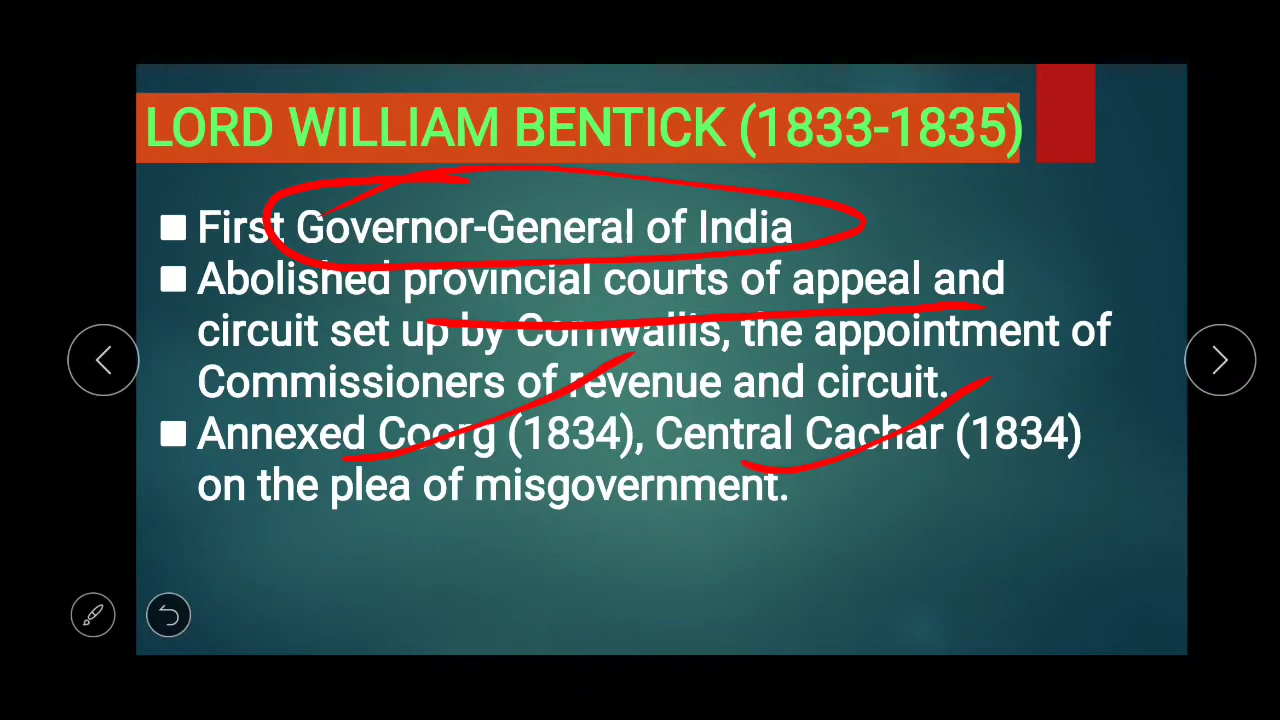 LORD WILLIAM BENTICK (1833-1835)
First Governor-General of India
Abolished provincial courts of appeal and
circuit set up by Cornwallis, the appointment of
Commissioners of revenue and circuit.
Annexed Coorg (1834), Central Cachar (1834)
on the plea of misgovernment.